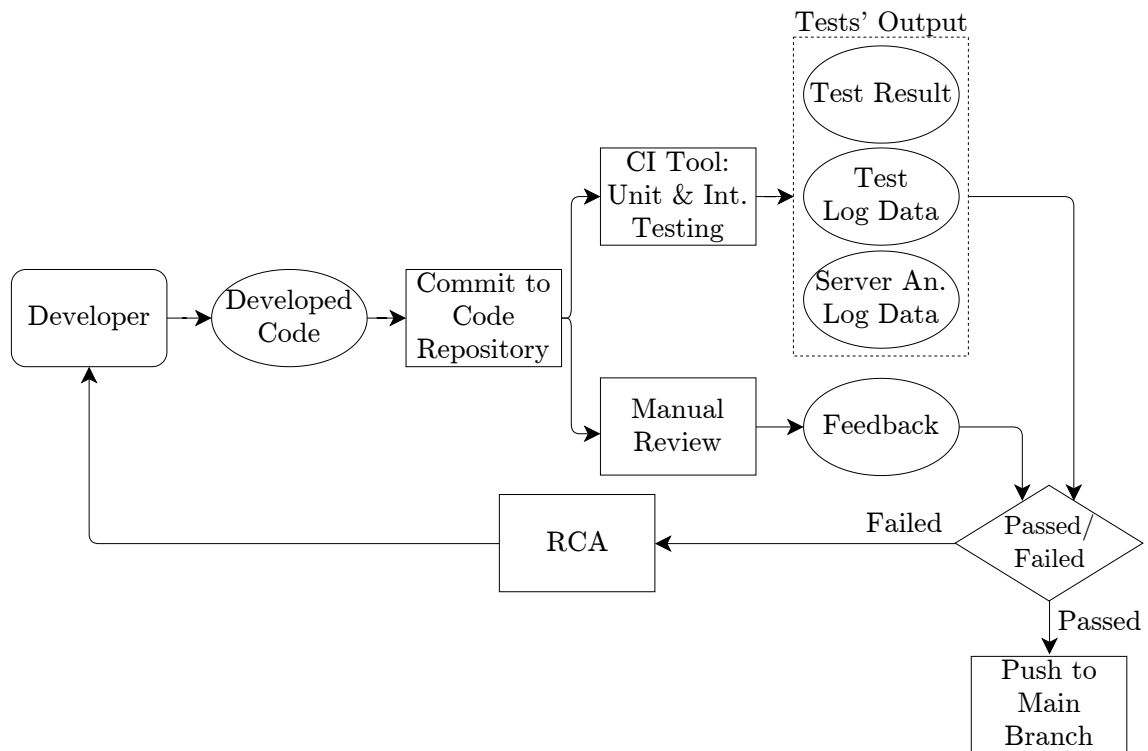 Tests’ Output
Test Result
CI Tool:
Unit & Int.
Testing
Test
Log Data
Server An.
Log Data
Developer
Developed
Code
Commit to
Code
Repository
Manual
Review
Feedback
RCA
Failed
Passed/
Failed
Passed
Push to
Main
Branch